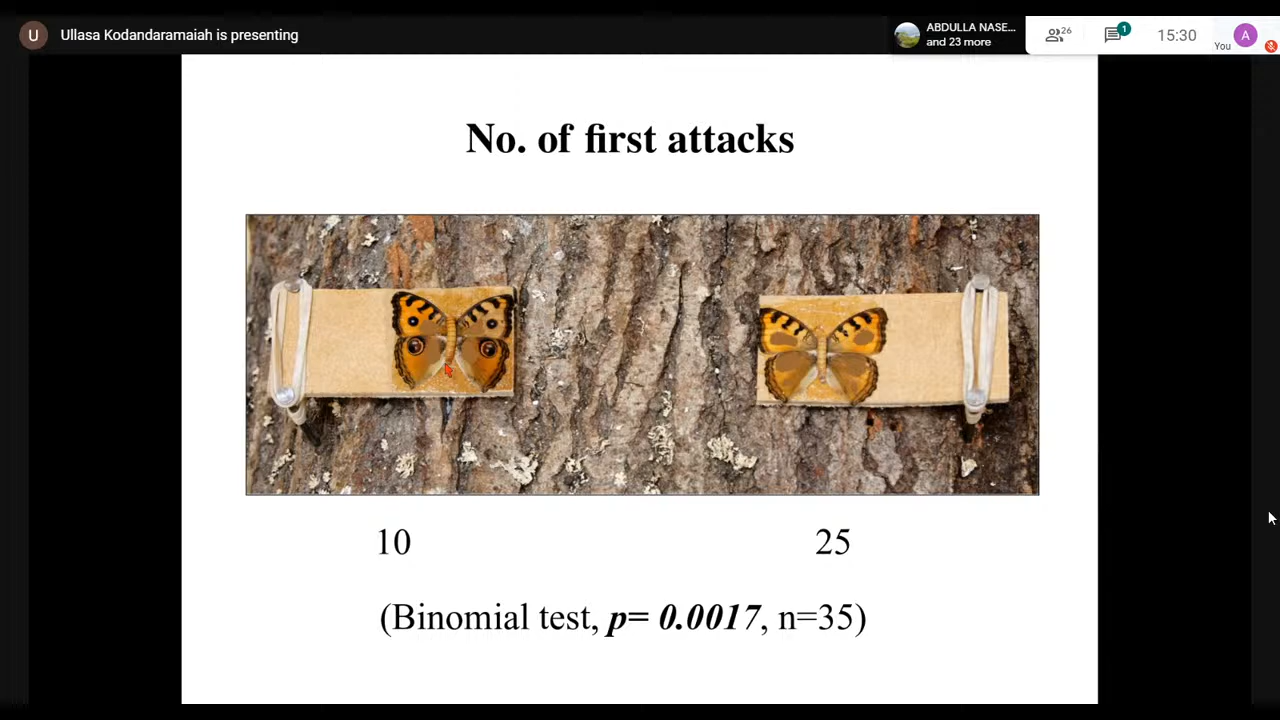 U
Ullasa Kodandaramaiah is presenting
ABDULLA NASE...
and 23 more
26
1
15:30
You
A
No. of first attacks
10
25
(Binomial test, p= 0.0017, n=35)